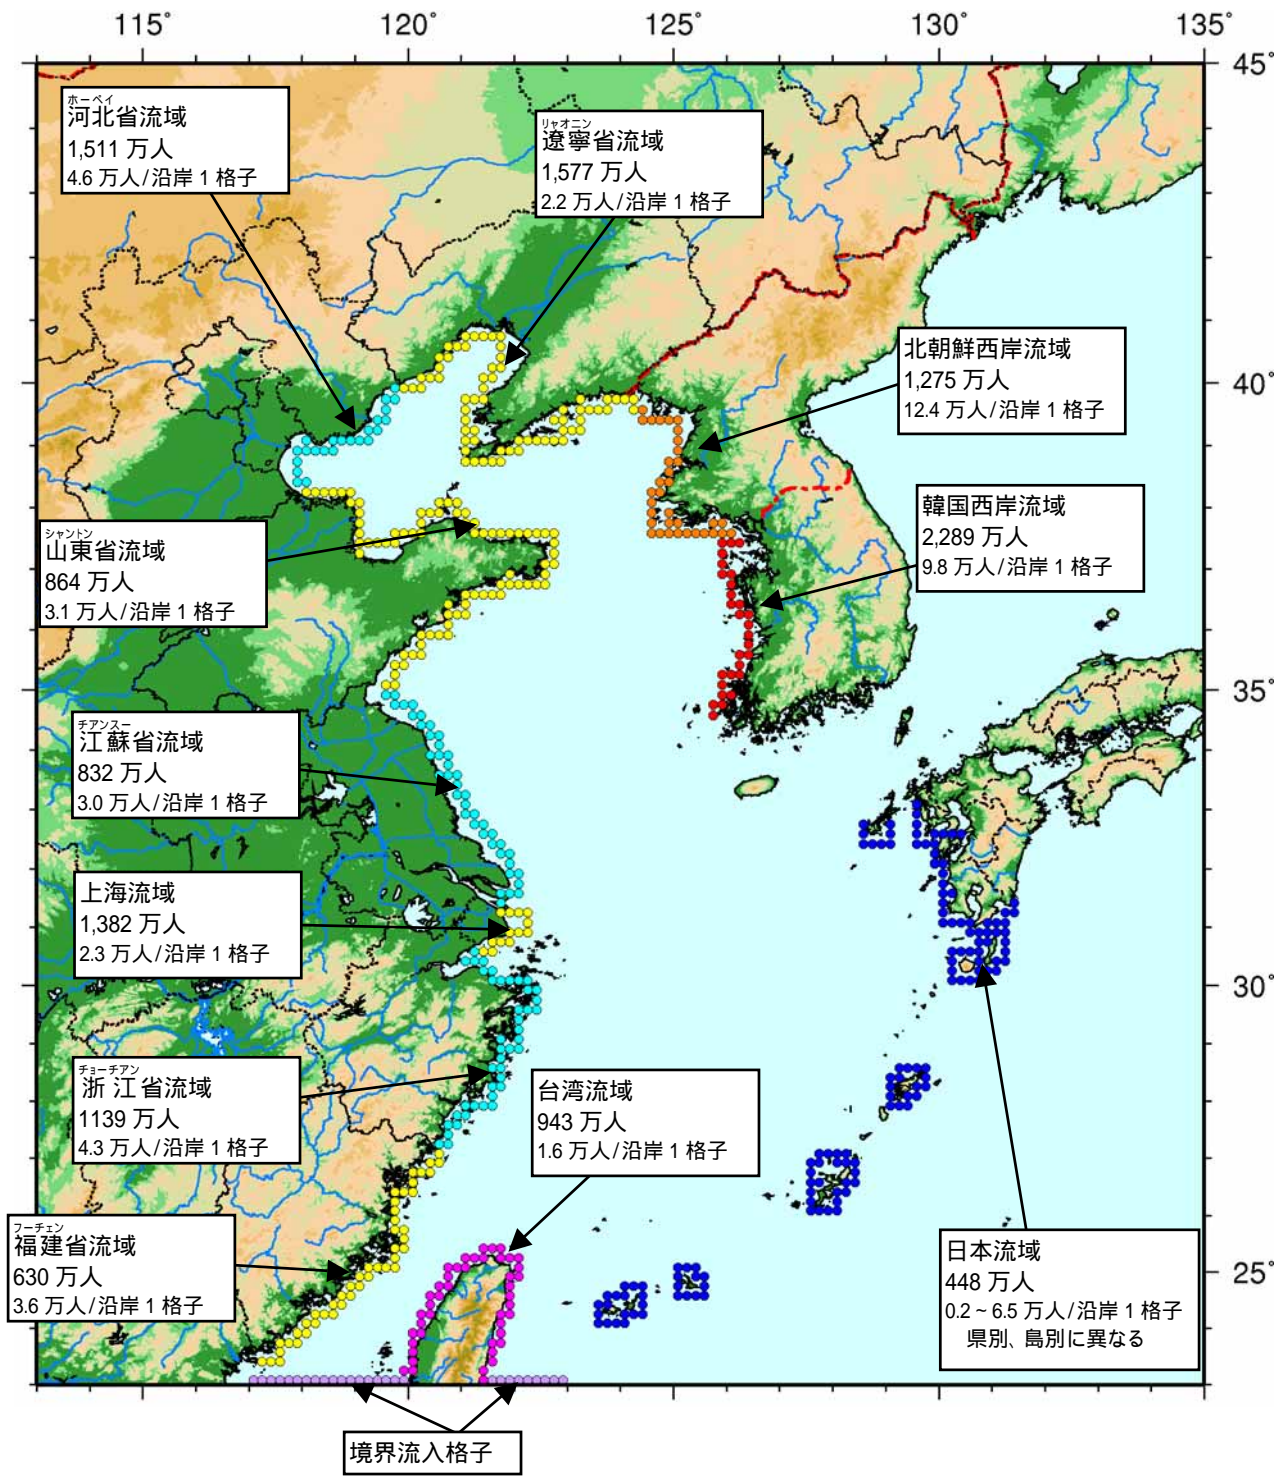 115°
120°
125°
130°
135°
45°
40°
35°
30°
25°
ホーペイ
河北省流域
1,511 万人
4.6 万人/沿岸 1 格子
リャオニン
遼寧省流域
1,577 万人
2.2 万人/沿岸 1 格子
北朝鮮西岸流域
1,275 万人
12.4 万人/沿岸 1 格子
韓国西岸流域
2,289 万人
9.8 万人/沿岸 1 格子
シャントン
山東省流域
864 万人
3.1 万人/沿岸 1 格子
チアンスー
江蘇省流域
832 万人
3.0 万人/沿岸 1 格子
上海流域
1,382 万人
2.3 万人/沿岸 1 格子
チョーチアン
浙江省流域
1139 万人
4.3 万人/沿岸 1 格子
台湾流域
943 万人
1.6 万人/沿岸 1 格子
フーチェン
福建省流域
630 万人
3.6 万人/沿岸 1 格子
日本流域
448 万人
0.2～6.5 万人/沿岸 1 格子
県別、島別に異なる
境界流入格子